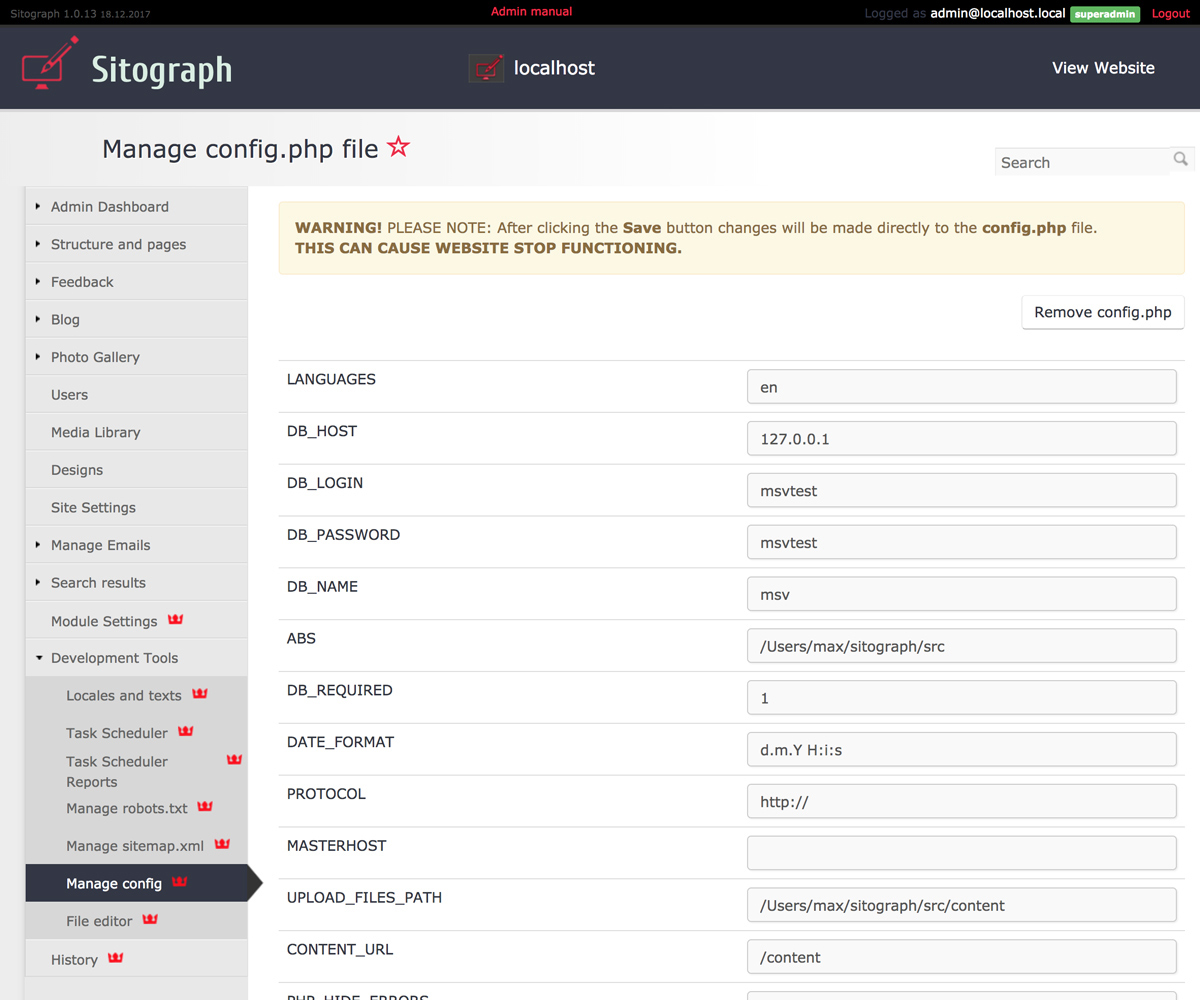 Sitograph 1.0.13 18.12.2017
Admin manual
Logged as admin@localhost.local superadmin Logout
Sitograph
localhost
View Website
Manage config.php file
Search
Admin Dashboard
Structure and pages
Feedback
Blog
Photo Gallery
Users
Media Library
Designs
Site Settings
Manage Emails
Search results
Module Settings
Development Tools
Locales and texts
Task Scheduler
Task Scheduler
Reports
Manage robots.txt
Manage sitemap.xml
Manage config
File editor
History
WARNING! PLEASE NOTE: After clicking the Save button changes will be made directly to the config.php file.
THIS CAN CAUSE WEBSITE STOP FUNCTIONING.
Remove config.php
LANGUAGES
en
DB_HOST
127.0.0.1
DB_LOGIN
msvtest
DB_PASSWORD
msvtest
DB_NAME
msv
ABS
/Users/max/sitograph/src
DB_REQUIRED
1
DATE_FORMAT
d.m.Y H:i:s
PROTOCOL
http://
MASTERHOST
UPLOAD_FILES_PATH
/Users/max/sitograph/src/content
CONTENT_URL
/content
PHP_HIDE_ERRORS